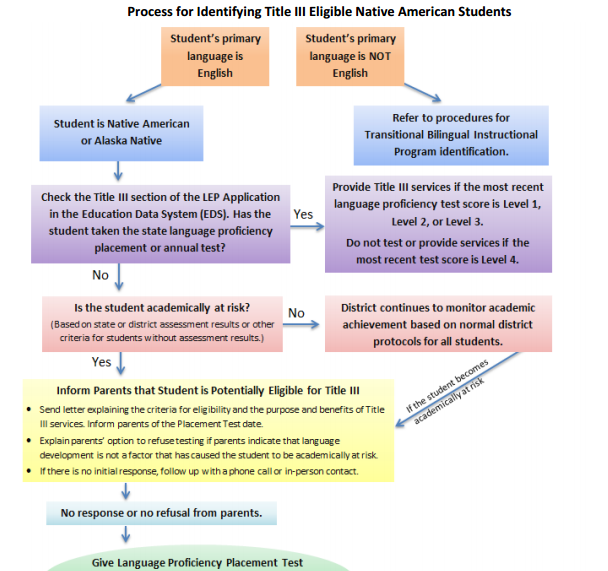 Process for Identifying Title III Eligible Native American Students
Student's primary
language is
English
Student's primary
language is NOT
English
Student is Native American
or Alaska Native
Refer to procedures for
Transitional Bilingual Instructional
Program identification.
Check the Title III section of the LEP Application
in the Education Data System (EDS). Has the
student taken the state language proficiency
placement or annual test?
Yes
Provide Title III services if the most recent
language proficiency test score is Level 1,
Level 2, or Level 3.
Do not test or provide services if the
most recent test score is Level 4.
No
Is the student academically at risk?
(Based on state or district assessment results or other
criteria for students without assessment results.)
No
District continues to monitor academic
achievement based on normal district
protocols for all students.
Yes
If the student becomes
academically at risk
Inform Parents that Student is Potentially Eligible for Title III
• Send letter explaining the criteria for eligibility and the purpose and benefits of Title
III services. Inform parents of the Placement Test date.
• Explain parents' option to refuse testing if parents indicate that language
development is not a factor that has caused the student to be academically at risk.
• If there is no initial response, follow up with a phone call or in-person contact.
No response or no refusal from parents.
Give Language Proficiency Placement Test